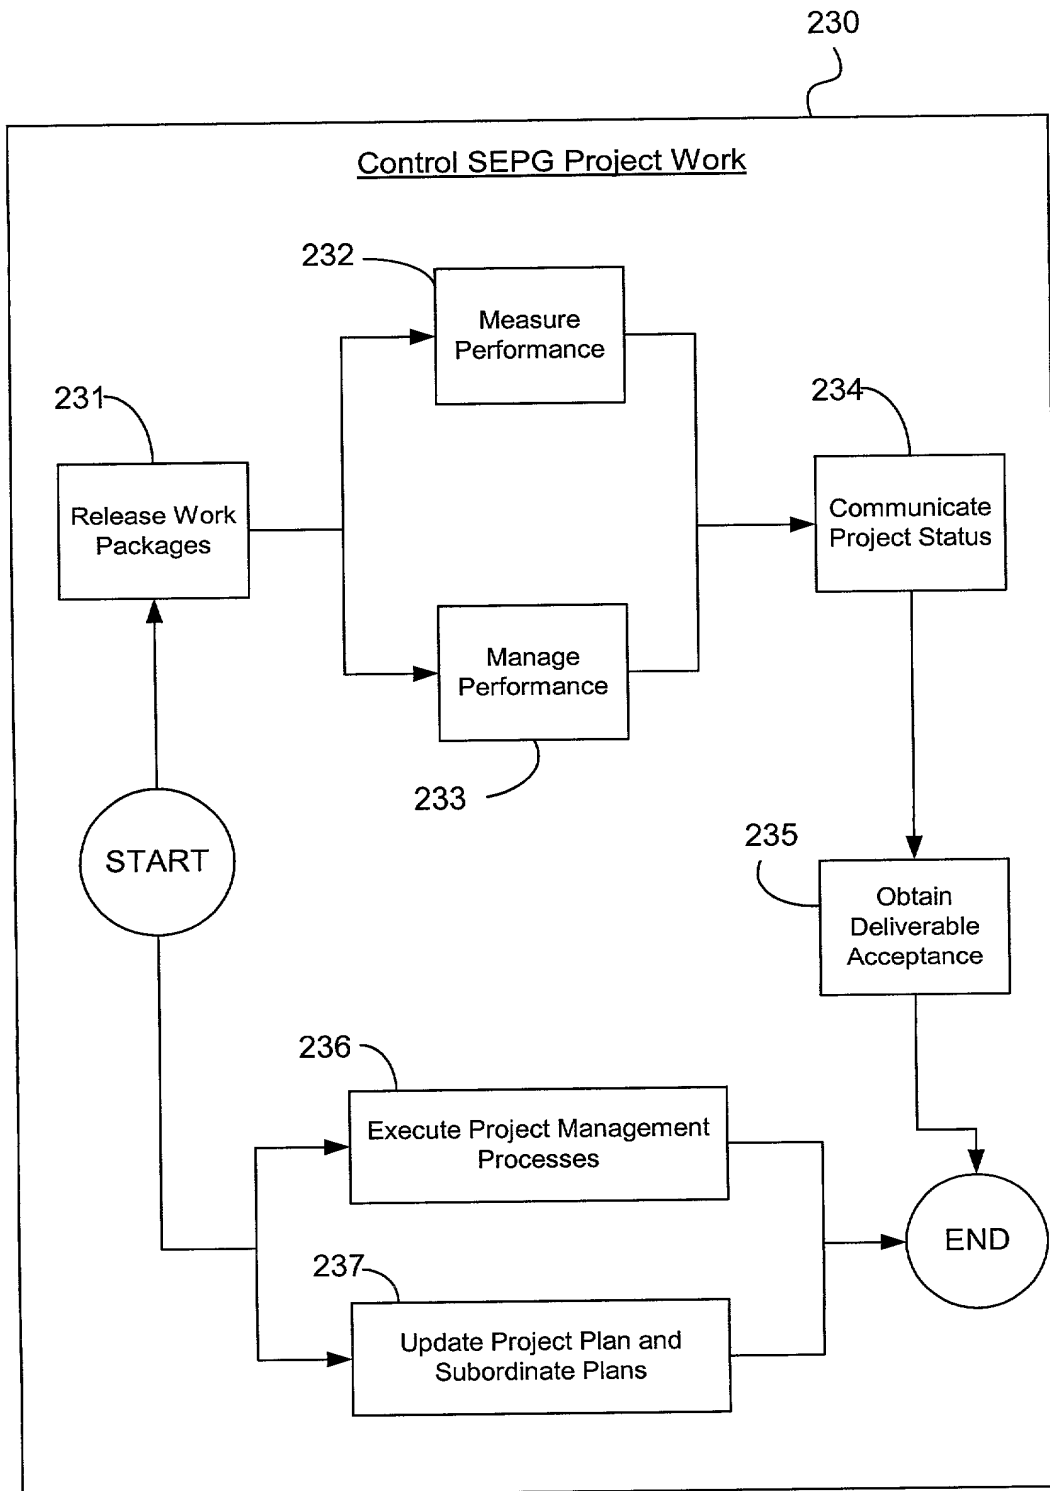 230
Control SEPG Project Work
232
Measure
Performance
231
Release Work
Packages
234
Communicate
Project Status
Manage
Performance
233
START
235
Obtain
Deliverable
Acceptance
236
Execute Project Management
Processes
END
237
Update Project Plan and
Subordinate Plans